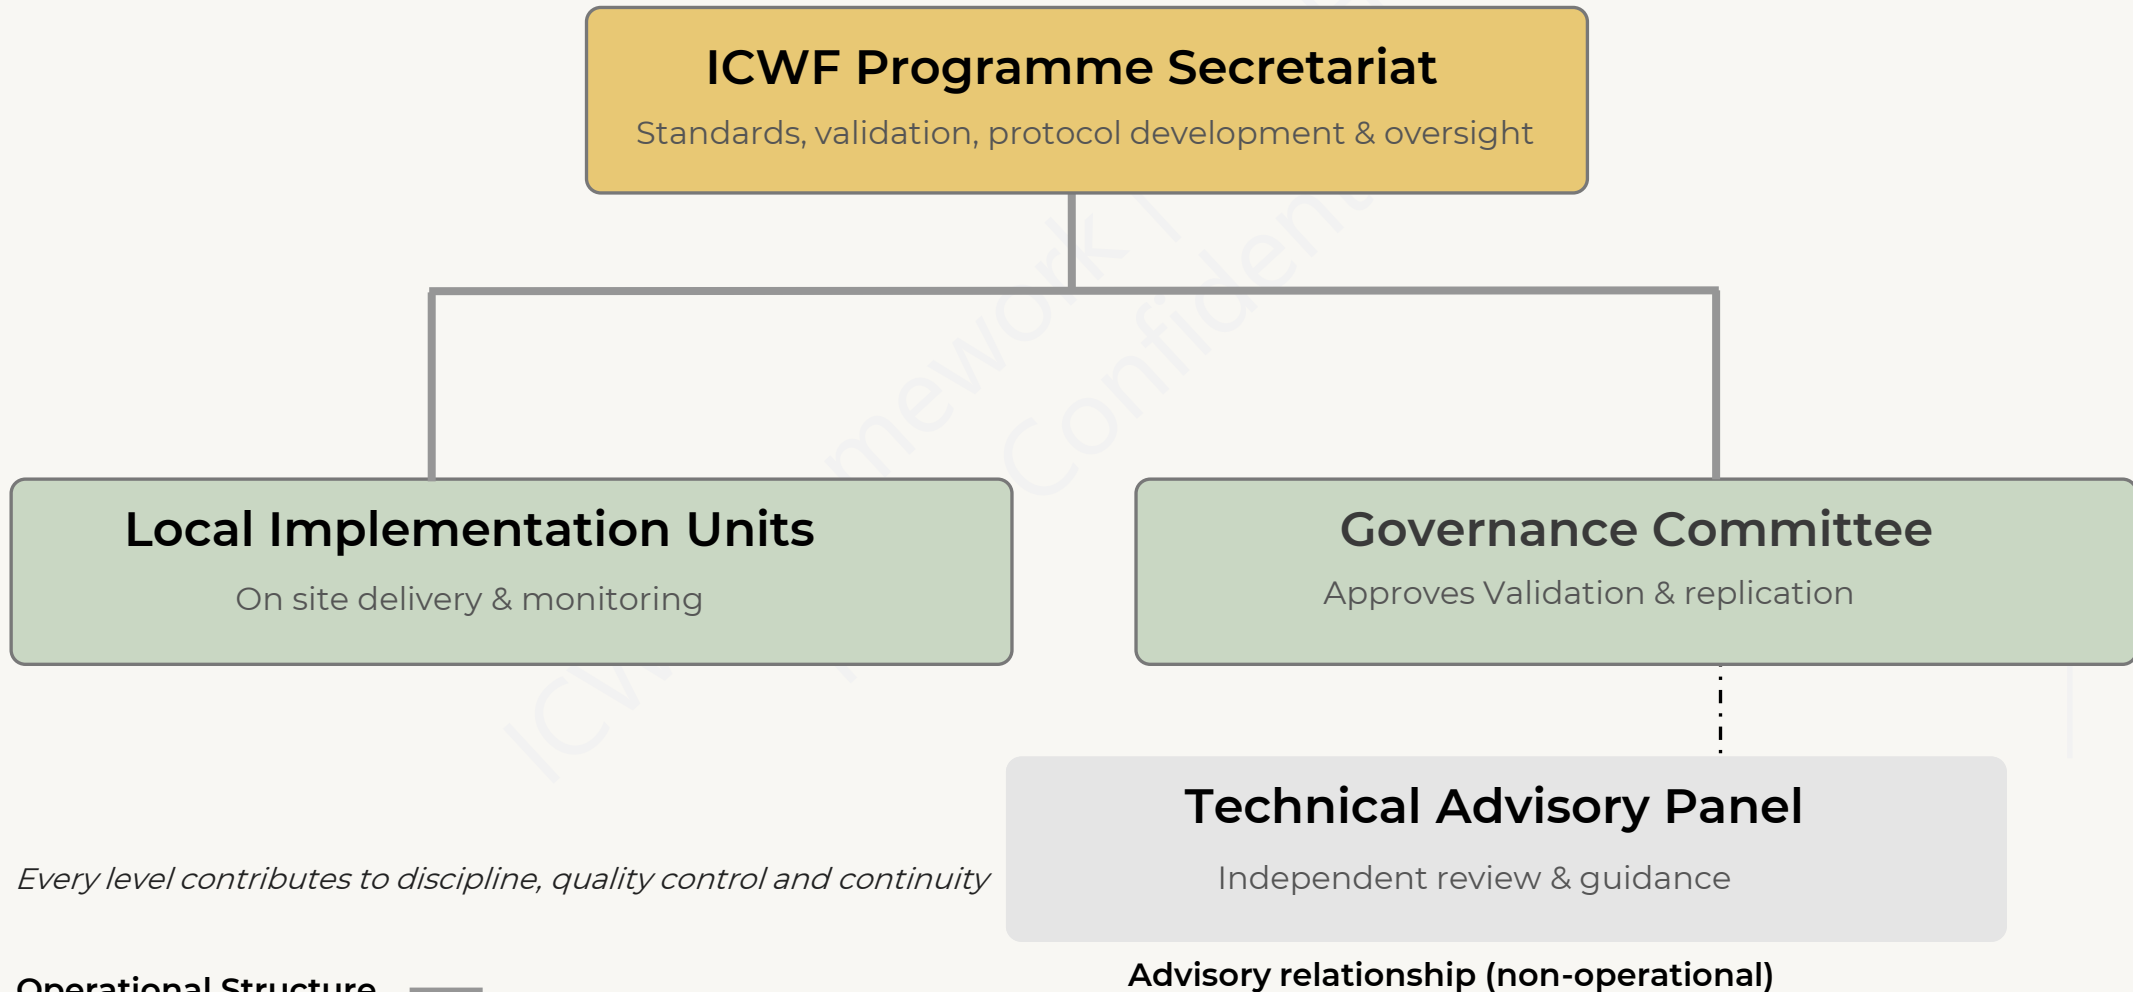 ICWF Programme Secretariat
Standards, validation, protocol development & oversight
Local Implementation Units
On site delivery & monitoring
Governance Committee
Approves Validation & replication
Technical Advisory Panel
Independent review & guidance
Every level contributes to discipline, quality control and continuity
Advisory relationship (non-operational)
Operational Structure